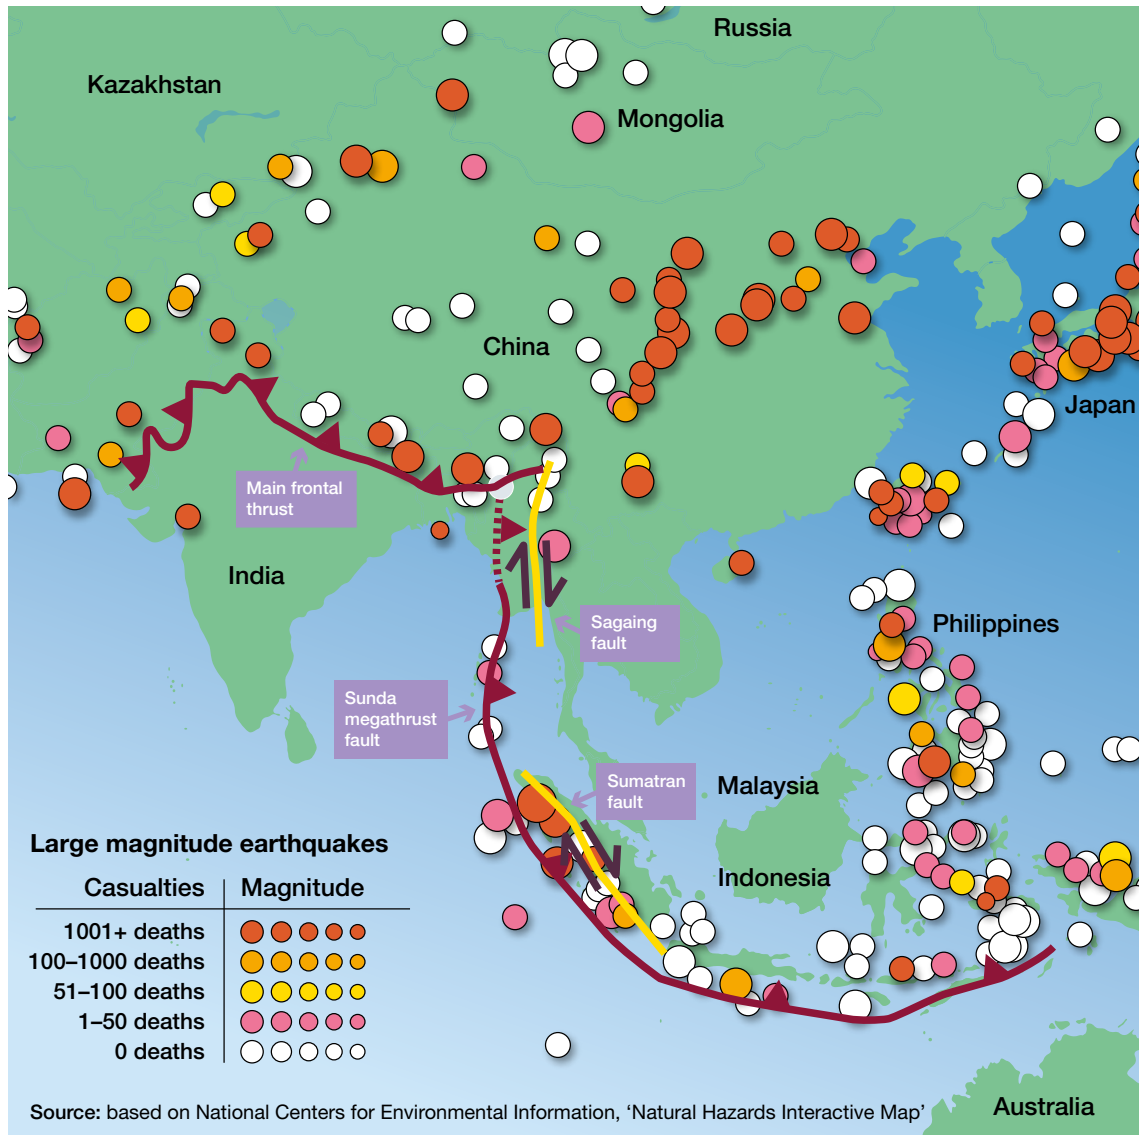 Russia
Kazakhstan
Mongolia
China
Japan
Main frontal
thrust
India
Sagaing
fault
Philippines
Sunda
megathrust
fault
Sumatran
fault
Malaysia
Indonesia
Large magnitude earthquakes
Casualties Magnitude
1001+ deaths
100–1000 deaths
51–100 deaths
1–50 deaths
0 deaths
Source: based on National Centers for Environmental Information, ‘Natural Hazards Interactive Map’
Australia